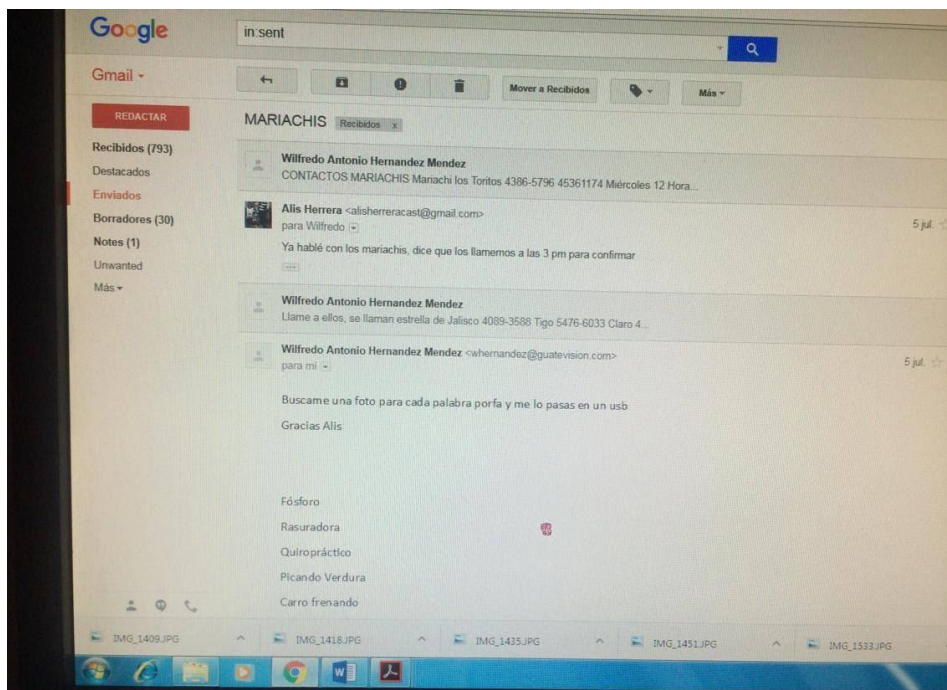 Google
in:sent
Gmail
Mover a Recibidos
Más
REDACTAR
MARIACHIS Recibidos x
Recibidos (793)
Destacados
Enviados
Borradores (30)
Notes (1)
Unwanted
Más
Wilfredo Antonio Hernandez Mendez
CONTACTOS MARIACHIS Mariachi los Toritos 4386-5796 45361174 Miércoles 12 Hora...
Alis Herrera <alisherreracast@gmail.com>
5 jul.
para Wilfredo
Ya hablé con los mariachis, dice que los llamemos a las 3 pm para confirmar
Wilfredo Antonio Hernandez Mendez
Llame a ellos, se llaman estrella de Jalisco 4089-3588 Tigo 5476-6033 Claro 4...
Wilfredo Antonio Hernandez Mendez <whernandez@guatevision.com>
5 jul.
para mi
Buscame una foto para cada palabra porfa y me lo pasas en un usb
Gracias Alis
Fósforo
Rasuradora
Quiropráctico
Picando Verdura
Carro frenando
IMG_1409.JPG
IMG_1418.JPG
IMG_1435.JPG
IMG_1451.JPG
IMG_1533.JPG
W